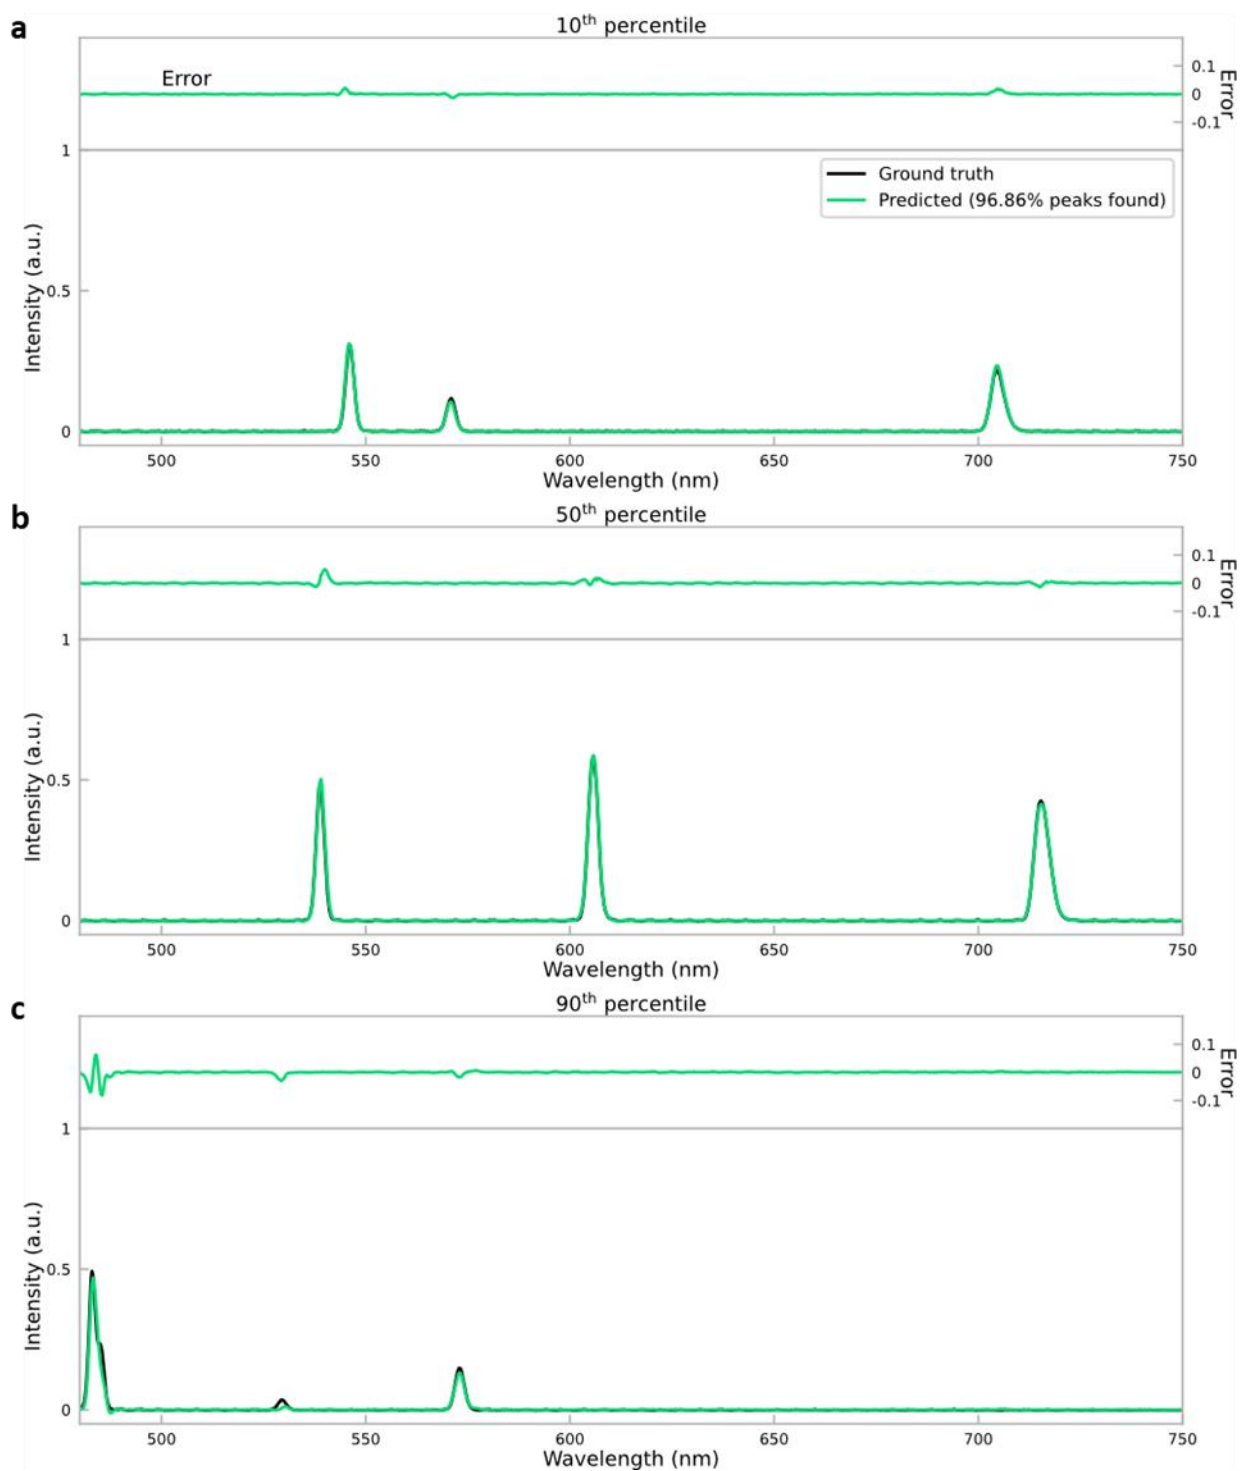 a
10th percentile
Error
0.1
0
-0.1
Error
1
Ground truth
Predicted (96.86% peaks found)
0.5
0
Intensity (a.u.)
500 550 600 650 700 750
Wavelength (nm)
b
50th percentile
0.1
0
-0.1
Error
1
0.5
0
Intensity (a.u.)
500 550 600 650 700 750
Wavelength (nm)
c
90th percentile
0.1
0
-0.1
Error
1
0.5
0
Intensity (a.u.)
500 550 600 650 700 750
Wavelength (nm)